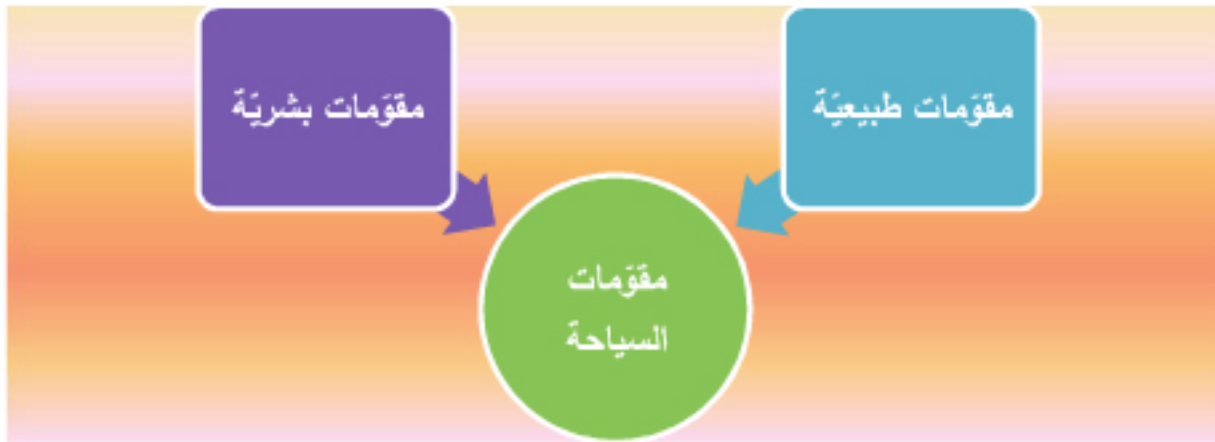 مقوّمات طبيعيّة
مقوّمات بشريّة
مقوّمات
السياحة